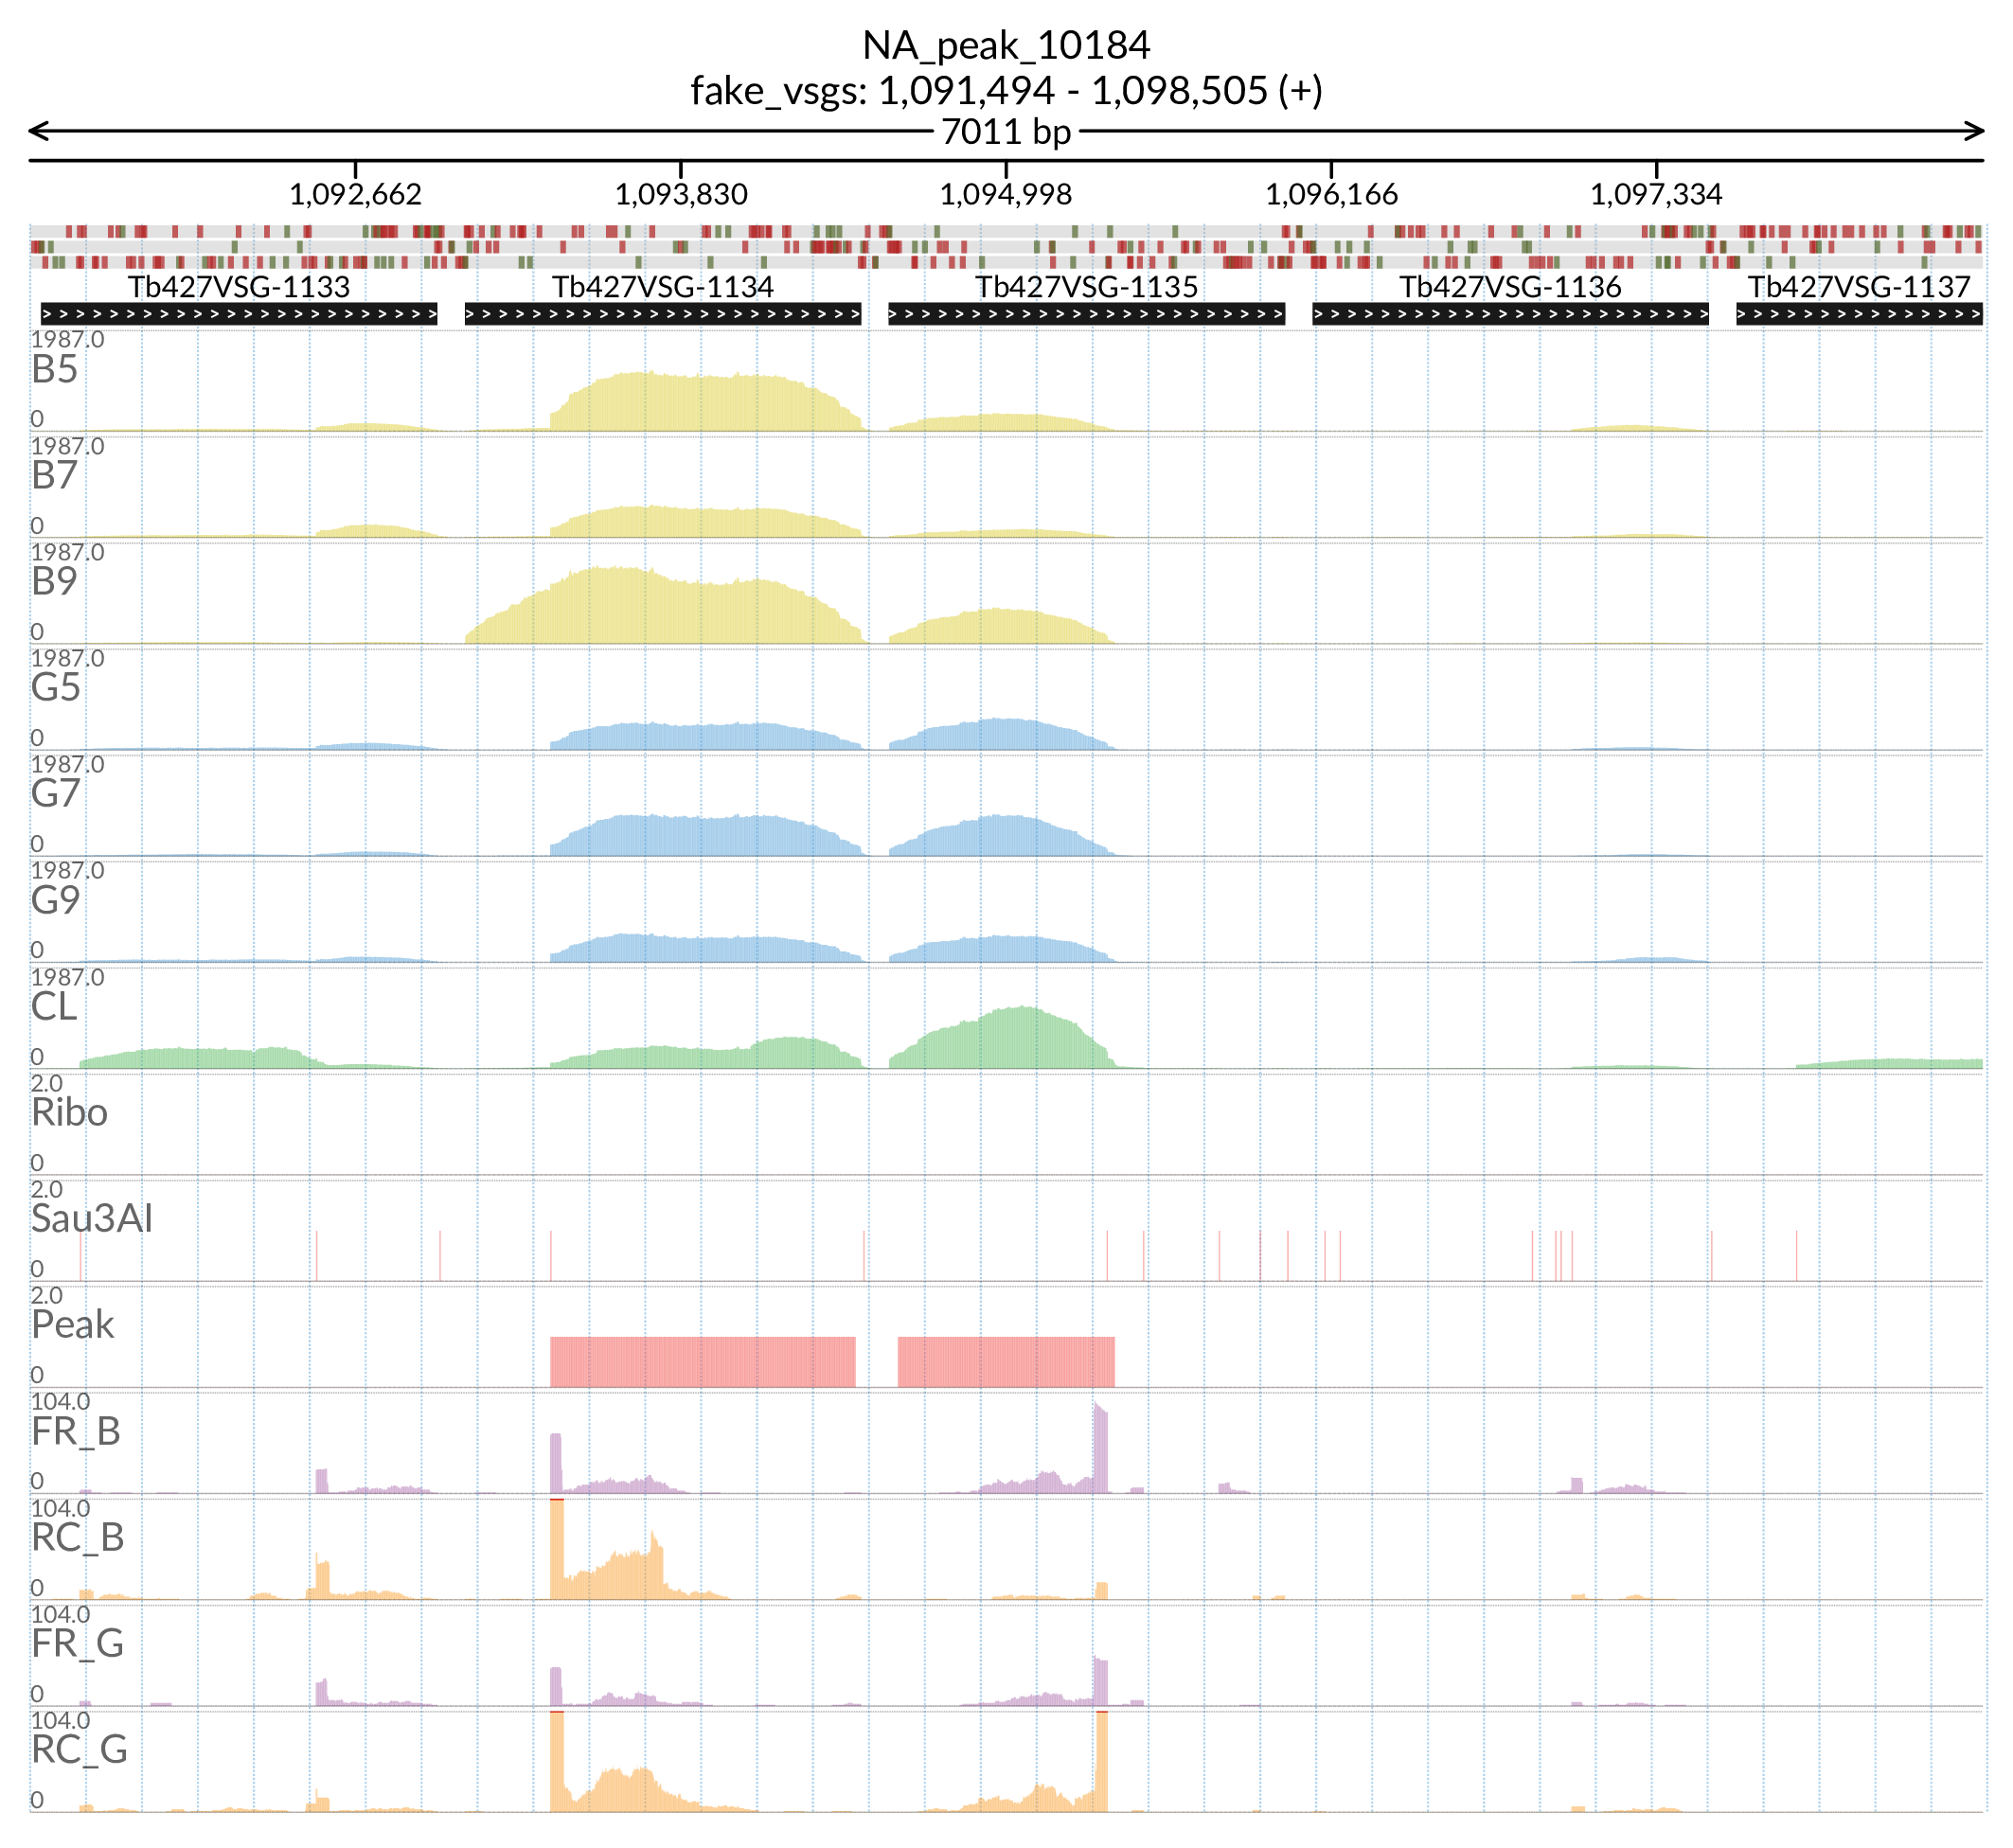 NA_peak_10184
fake_vsgs: 1,091,494 - 1,098,505 (+)
7011 bp
1,092,662 1,093,830 1,094,998 1,096,166 1,097,334
Tb427VSG-1133 Tb427VSG-1134 Tb427VSG-1135 Tb427VSG-1136 Tb427VSG-1137
1987.0
B5
0
1987.0
B7
0
1987.0
B9
0
1987.0
G5
0
1987.0
G7
0
1987.0
G9
0
1987.0
CL
0
2.0
Ribo
0
2.0
Sau3AI
0
2.0
Peak
0
104.0
FR_B
0
104.0
RC_B
0
104.0
FR_G
0
104.0
RC_G
0